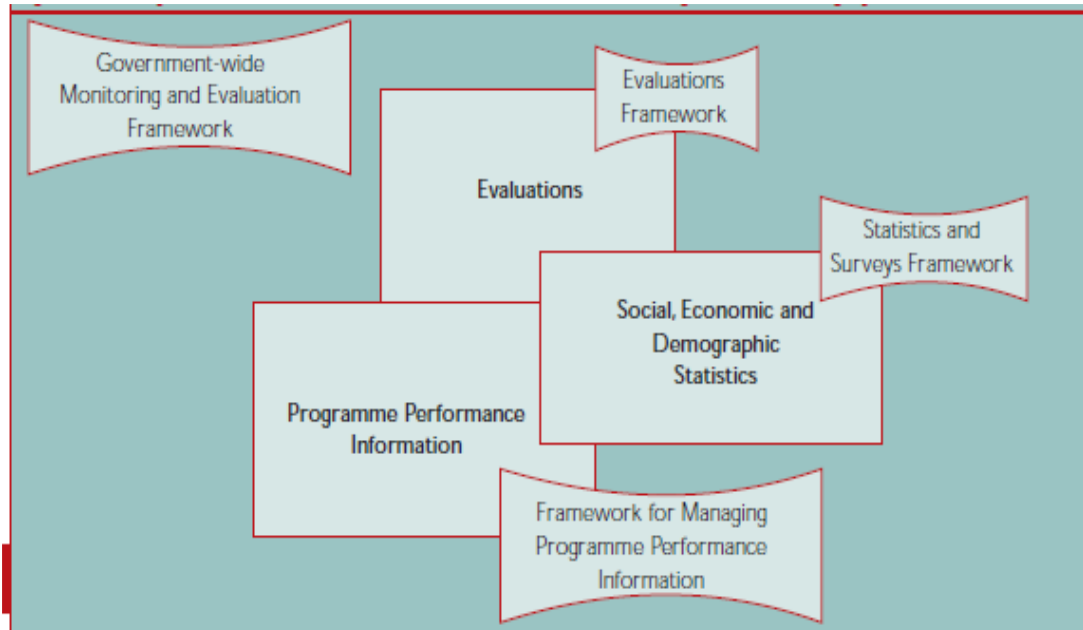 Government-wide
Monitoring and Evaluation
Framework
Evaluations
Framework
Evaluations
Statistics and
Surveys Framework
Social, Economic and
Demographic
Statistics
Programme Performance
Information
Framework for Managing
Programme Performance
Information